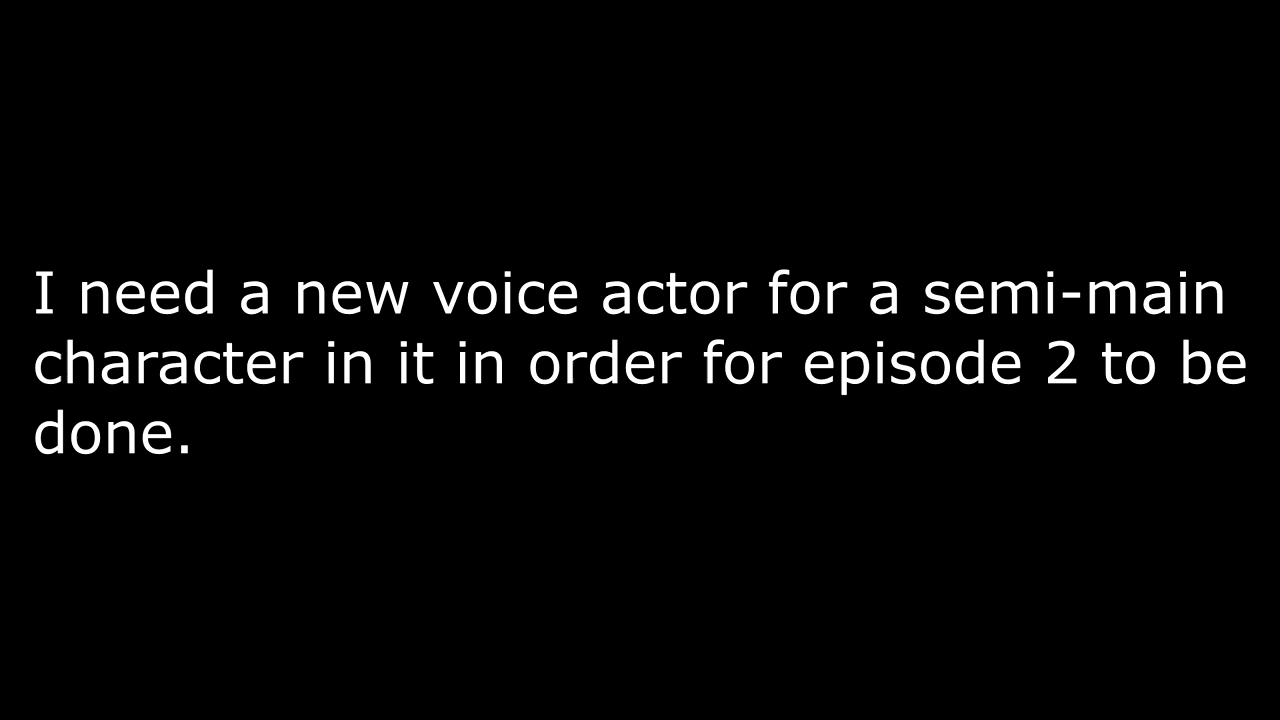 I need a new voice actor for a semi-main
character in it in order for episode 2 to be
done.